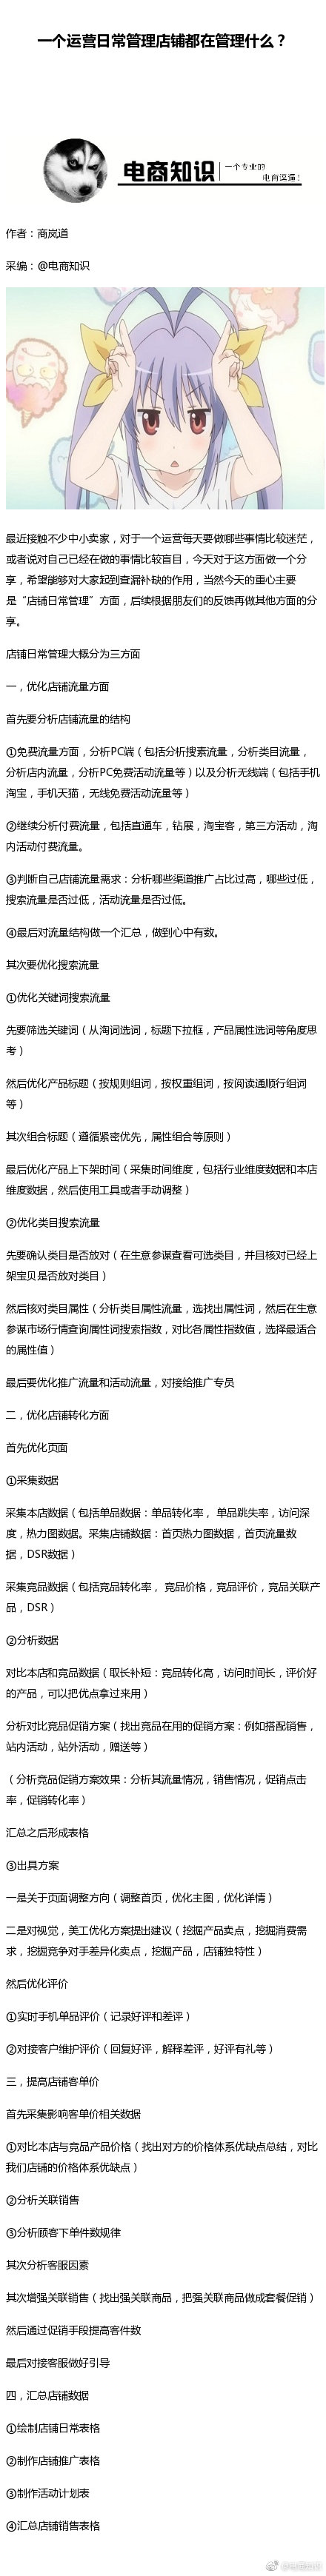 一个运营日常管理店铺都在管理什么？
电商知识
一个专业的
电商渠道！
作者：商岚道
采编：@电商知识
最近接触不少中小卖家，对于一个运营每天要做哪些事情比较迷茫，
或者说对自己已经在做的事情比较盲目，今天对于这方面做一个分
享，希望能够对大家起到查漏补缺的作用，当然今天的重心主要
是“店铺日常管理”方面，后续根据朋友们的反馈再做其他方面的分
享。
店铺日常管理大概分为三方面
一，优化店铺流量方面
首先要分析店铺流量的结构
①免费流量方面，分析PC端（包括分析搜素流量，分析类目流量，
分析店内流量，分析PC免费活动流量等）以及分析无线端（包括手机
淘宝，手机天猫，无线免费活动流量等）
②继续分析付费流量，包括直通车，钻展，淘宝客，第三方活动，淘
内活动付费流量。
③判断自己店铺流量需求：分析哪些渠道推广占比过高，哪些过低，
搜索流量是否过低，活动流量是否过低。
④最后对流量结构做一个汇总，做到心中有数。
其次要优化搜索流量
①优化关键词搜索流量
先要筛选关键词（从淘词选词，标题下拉框，产品属性选词等角度思
考）
然后优化产品标题（按规则组词，按权重组词，按阅读通顺行组词
等）
其次组合标题（遵循紧密优先，属性组合等原则）
最后优化产品上下架时间（采集时间维度，包括行业维度数据和本店
维度数据，然后使用工具或者手动调整）
②优化类目搜索流量
先要确认类目是否放对（在生意参谋查看可选类目，并且核对已经上
架宝贝是否放对类目）
然后核对类目属性（分析类目属性流量，选找出属性词，然后在生意
参谋市场行情查询属性词搜索指数，对比各属性指数值，选择最适合
的属性值）
最后要优化推广流量和活动流量，对接给推广专员
二，优化店铺转化方面
首先优化页面
①采集数据
采集本店数据（包括单品数据：单品转化率， 单品跳失率，访问深
度，热力图数据。采集店铺数据：首页热力图数据，首页流量数
据，DSR数据）
采集竞品数据（包括竞品转化率， 竞品价格，竞品评价，竞品关联产
品，DSR）
②分析数据
对比本店和竞品数据（取长补短：竞品转化高，访问时间长，评价好
的产品，可以把优点拿过来用）
分析对比竞品促销方案（找出竞品在用的促销方案：例如搭配销售，
站内活动，站外活动，赠送等）
（分析竞品促销方案效果：分析其流量情况，销售情况，促销点击
率，促销转化率）
汇总之后形成表格
③出具方案
一是关于页面调整方向（调整首页，优化主图，优化详情）
二是对视觉，美工优化方案提出建议（挖掘产品卖点，挖掘消费需
求，挖掘竞争对手差异化卖点，挖掘产品，店铺独特性）
然后优化评价
①实时手机单品评价（记录好评和差评）
②对接客户维护评价（回复好评，解释差评，好评有礼等）
三，提高店铺客单价
首先采集影响客单价相关数据
①对比本店与竞品产品价格（找出对方的价格体系优缺点总结，对比
我们店铺的价格体系优缺点）
②分析关联销售
③分析顾客下单件数规律
其次分析客服因素
其次增强关联销售（找出强关联商品，把强关联商品做成套餐促销）
然后通过促销手段提高客件数
最后对接客服做好引导
四，汇总店铺数据
①绘制店铺日常表格
②制作店铺推广表格
③制作活动计划表
④汇总店铺销售表格